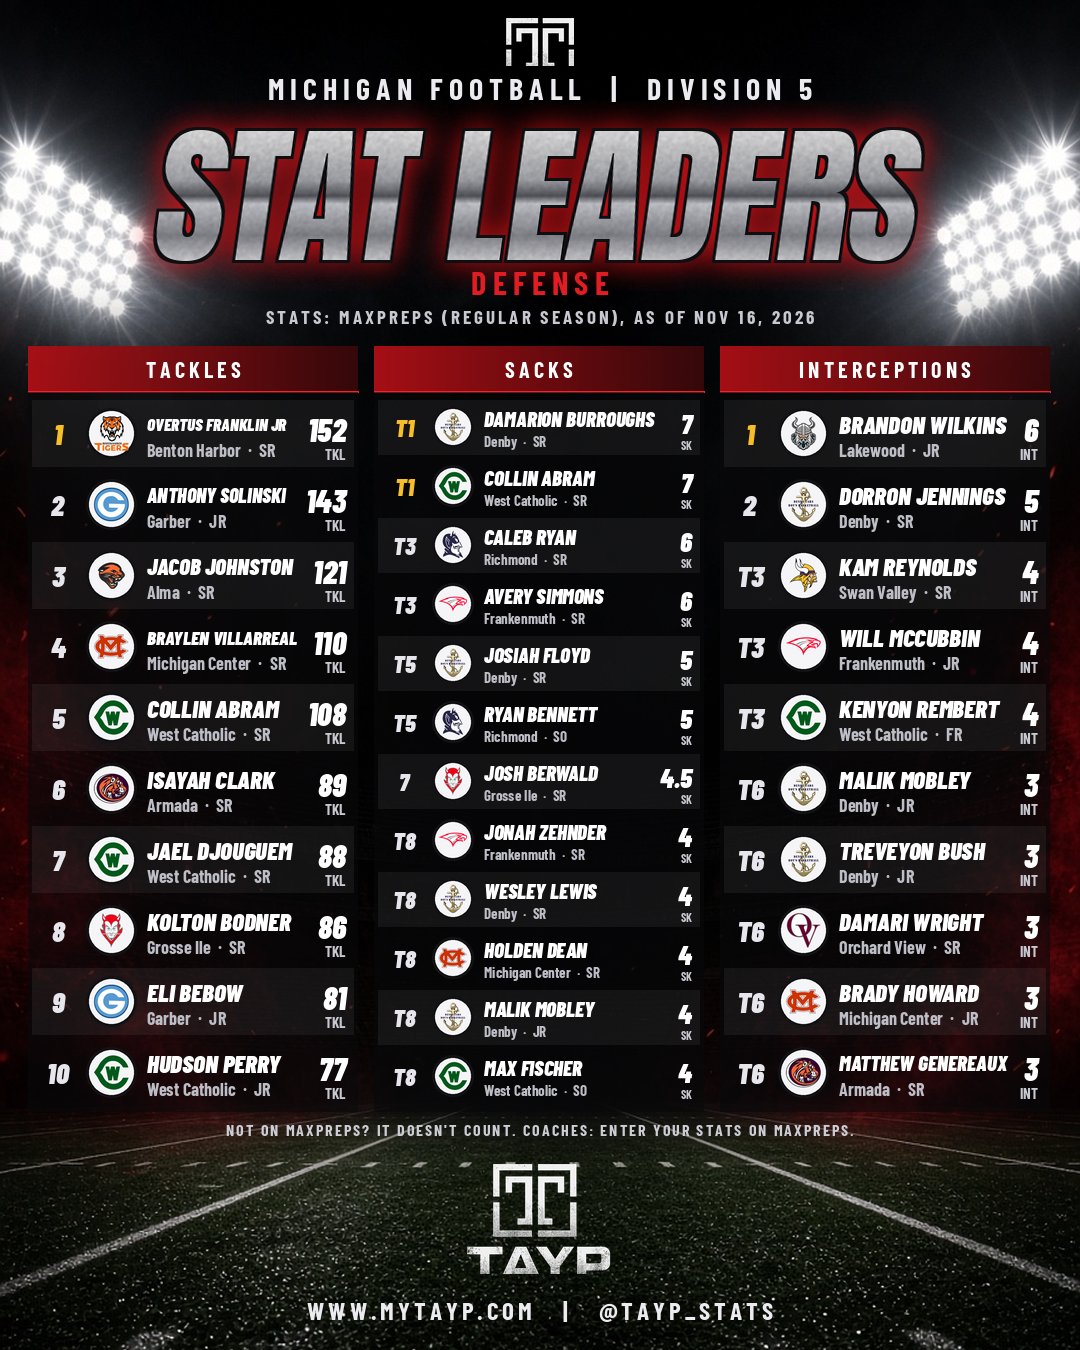 MICHIGAN FOOTBALL | DIVISION 5
STAT LEADERS
DEFENSE
STATS: MAXPREPS (REGULAR SEASON), AS OF NOV 16, 2026
TACKLES
1 OVERTUS FRANKLIN JR 152
Benton Harbor · SR TKL
2 ANTHONY SOLINSKI 143
Garber · JR TKL
3 JACOB JOHNSTON 121
Alma · SR TKL
4 BRAYLEN VILLARREAL 110
Michigan Center · SR TKL
5 COLLIN ABRAM 108
West Catholic · SR TKL
6 ISAYAH CLARK 89
Armada · SR TKL
7 JAEL DJOUGUEM 88
West Catholic · SR TKL
8 KOLTON BODNER 86
Grosse Ile · SR TKL
9 ELI BEBOW 81
Garber · JR TKL
10 HUDSON PERRY 77
West Catholic · JR TKL
SACKS
T1 DAMARION BURROUGHS 7
Denby · SR SK
T1 COLLIN ABRAM 7
West Catholic · SR SK
T3 CALEB RYAN 6
Richmond · SR SK
T3 AVERY SIMMONS 6
Frankenmuth · SR SK
T5 JOSIAH FLOYD 5
Denby · SR SK
T5 RYAN BENNETT 5
Richmond · SO SK
7 JOSH BERWALD 4.5
Grosse Ile · SR SK
T8 JONAH ZEHNDER 4
Frankenmuth · SR SK
T8 WESLEY LEWIS 4
Denby · SR SK
T8 HOLDEN DEAN 4
Michigan Center · SR SK
T8 MALIK MOBLEY 4
Denby · JR SK
T8 MAX FISCHER 4
West Catholic · SO SK
INTERCEPTIONS
1 BRANDON WILKINS 6
Lakewood · JR INT
2 DORRON JENNINGS 5
Denby · SR INT
T3 KAM REYNOLDS 4
Swan Valley · SR INT
T3 WILL MCCUBBIN 4
Frankenmuth · JR INT
T3 KENYON REMBERT 4
West Catholic · FR INT
T6 MALIK MOBLEY 3
Denby · JR INT
T6 TREVEYON BUSH 3
Denby · JR INT
T6 DAMARI WRIGHT 3
Orchard View · SR INT
T6 BRADY HOWARD 3
Michigan Center · JR INT
T6 MATTHEW GENEREAUX 3
Armada · SR INT
NOT ON MAXPREPS? IT DOESN'T COUNT. COACHES: ENTER YOUR STATS ON MAXPREPS.
TAYP
WWW.MYTAYP.COM | @TAYP_STATS